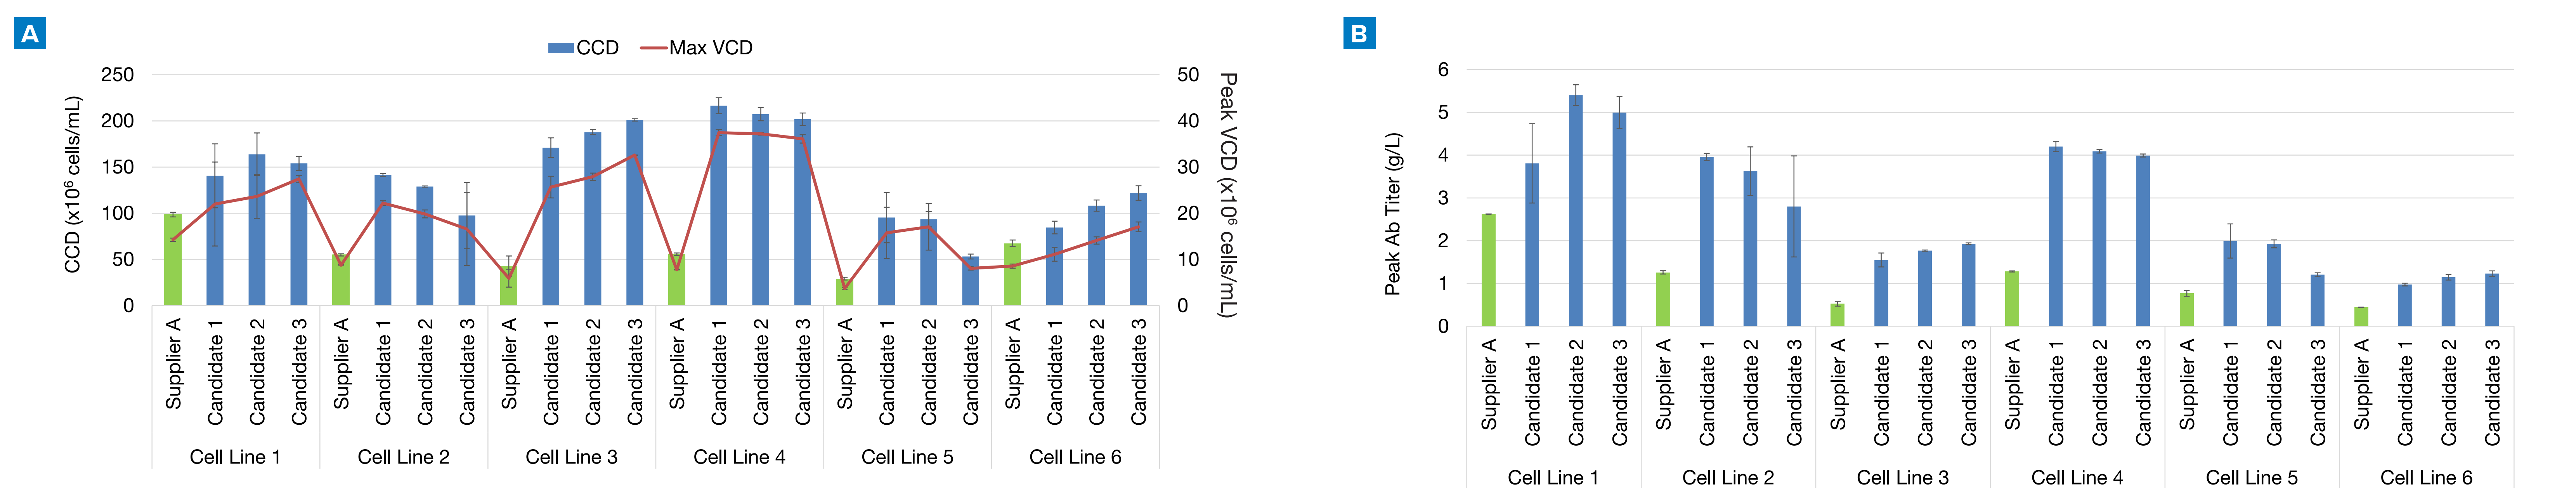 A
CCD Max VCD
250
200
150
100
50
0
CCD (x10⁶ cells/mL)
50
40
30
20
10
0
Peak VCD (x10⁶ cells/mL)
Supplier A
Candidate 1
Candidate 2
Candidate 3
Supplier A
Candidate 1
Candidate 2
Candidate 3
Supplier A
Candidate 1
Candidate 2
Candidate 3
Supplier A
Candidate 1
Candidate 2
Candidate 3
Supplier A
Candidate 1
Candidate 2
Candidate 3
Supplier A
Candidate 1
Candidate 2
Candidate 3
Cell Line 1 Cell Line 2 Cell Line 3 Cell Line 4 Cell Line 5 Cell Line 6
B
6
5
4
3
2
1
0
Peak Ab Titer (g/L)
Supplier A
Candidate 1
Candidate 2
Candidate 3
Supplier A
Candidate 1
Candidate 2
Candidate 3
Supplier A
Candidate 1
Candidate 2
Candidate 3
Supplier A
Candidate 1
Candidate 2
Candidate 3
Supplier A
Candidate 1
Candidate 2
Candidate 3
Supplier A
Candidate 1
Candidate 2
Candidate 3
Cell Line 1 Cell Line 2 Cell Line 3 Cell Line 4 Cell Line 5 Cell Line 6